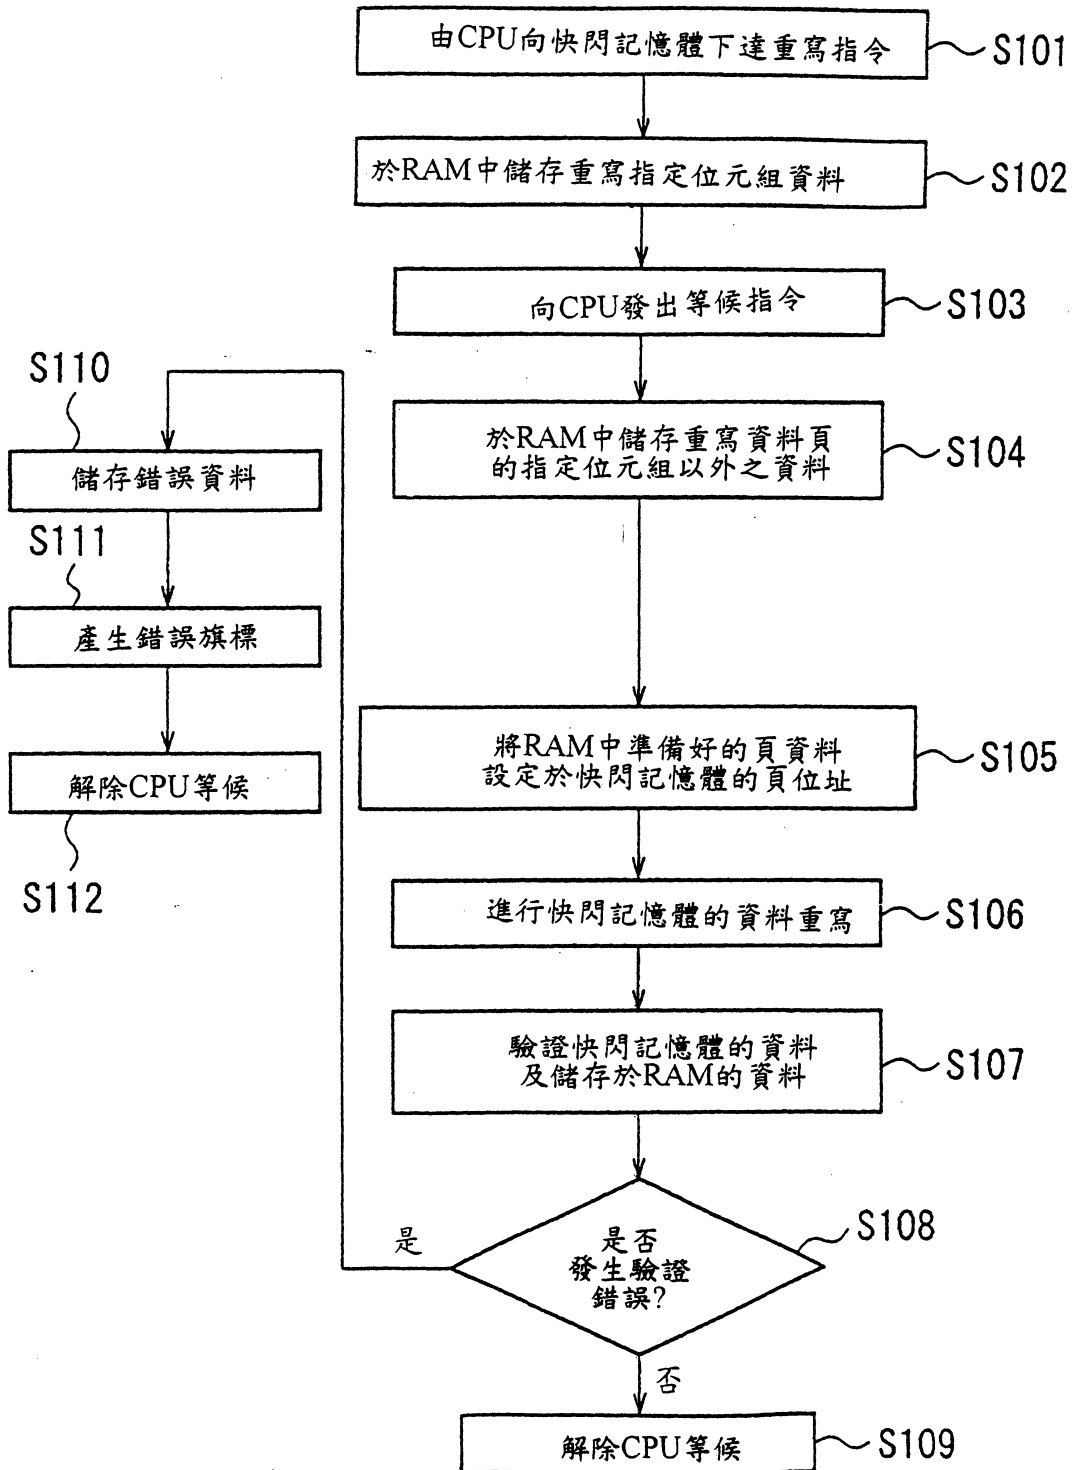 由CPU向快閃記憶體下達重寫指令
S101
於RAM中儲存重寫指定位元組資料
S102
向CPU發出等候指令
S103
於RAM中儲存重寫資料頁
的指定位元組以外之資料
S104
將RAM中準備好的頁資料
設定於快閃記憶體的頁位址
S105
進行快閃記憶體的資料重寫
S106
驗證快閃記憶體的資料
及儲存於RAM的資料
S107
是否
發生驗證
錯誤?
S108
是
否
解除CPU等候
S109
S110
儲存錯誤資料
S111
產生錯誤旗標
解除CPU等候
S112